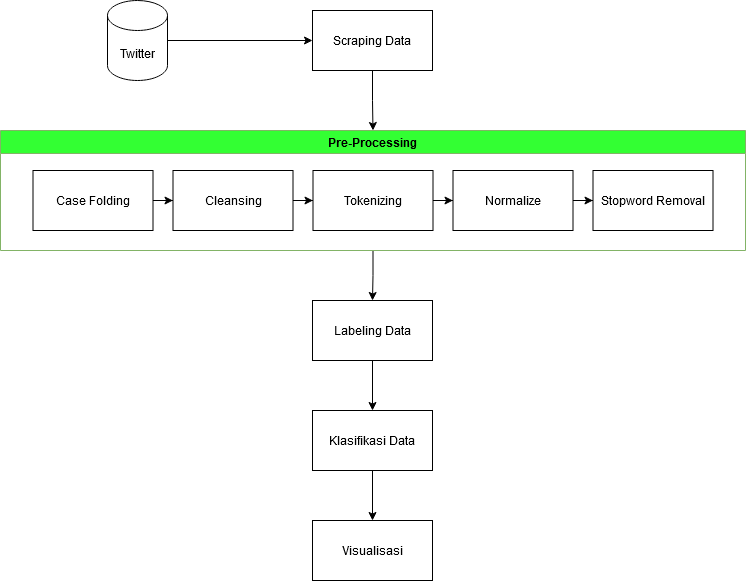 Twitter
Scraping Data
Pre-Processing
Case Folding
Cleansing
Tokenizing
Normalize
Stopword Removal
Labeling Data
Klasifikasi Data
Visualisasi